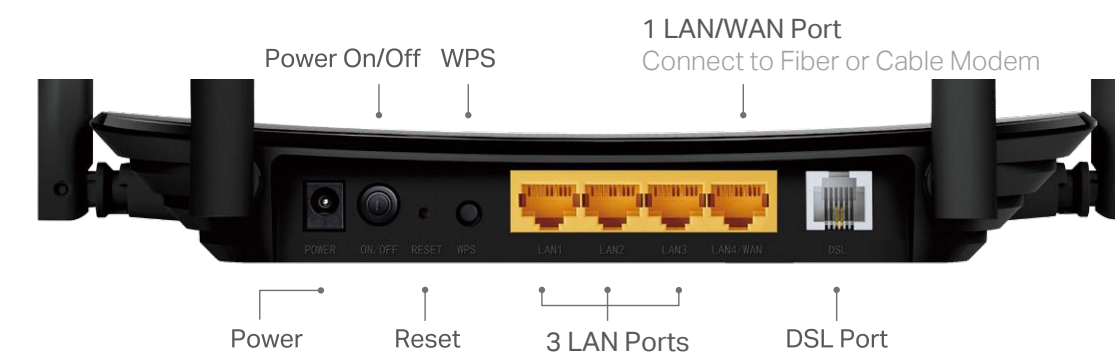 1 LAN/WAN Port
Power On/Off WPS
Connect to Fiber or Cable Modem
POWER ON/OFF RESET WPS LAN1 LAN2 LAN3 LAN4/WAN DSL
Power Reset 3 LAN Ports DSL Port